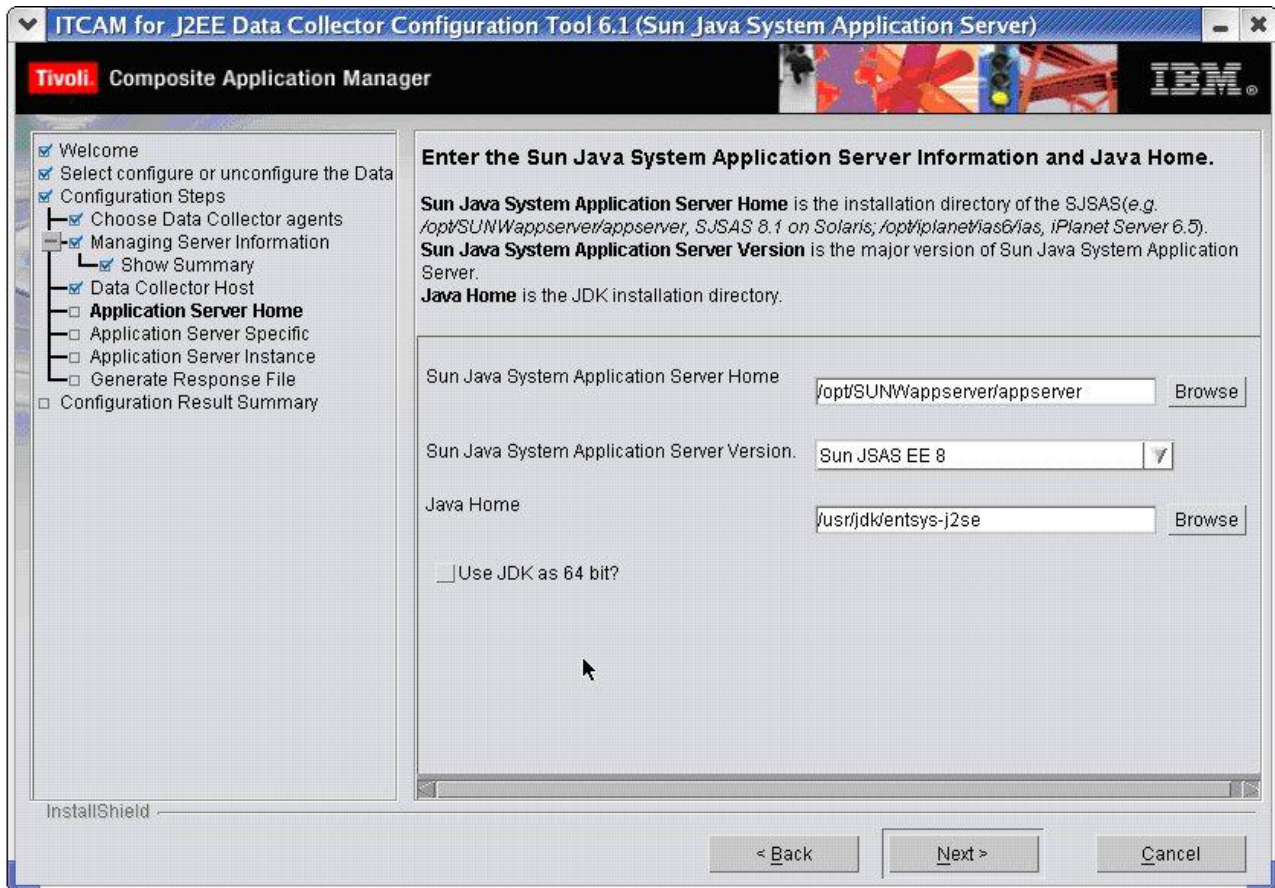 ITCAM for J2EE Data Collector Configuration Tool 6.1 (Sun Java System Application Server)
Tivoli. Composite Application Manager
IBM®
Welcome
Select configure or unconfigure the Data
Configuration Steps
Choose Data Collector agents
Managing Server Information
Show Summary
Data Collector Host
Application Server Home
Application Server Specific
Application Server Instance
Generate Response File
Configuration Result Summary
Enter the Sun Java System Application Server Information and Java Home.
Sun Java System Application Server Home is the installation directory of the SJSAS(e.g.
/opt/SUNWappserver/appserver, SJSAS 8.1 on Solaris; /opt/iplanet/ias6/ias, iPlanet Server 6.5).
Sun Java System Application Server Version is the major version of Sun Java System Application
Server.
Java Home is the JDK installation directory.
Sun Java System Application Server Home
/opt/SUNWappserver/appserver
Browse
Sun Java System Application Server Version.
Sun JSAS EE 8
Java Home
/usr/jdk/entsys-j2se
Browse
Use JDK as 64 bit?
InstallShield
< Back
Next >
Cancel